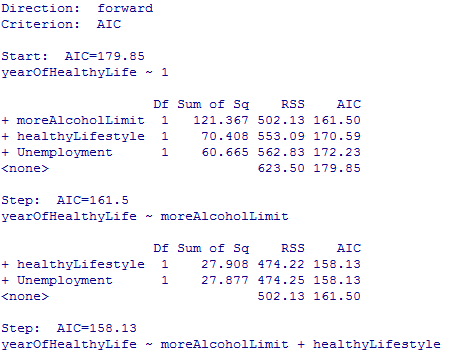 Direction:  forward
Criterion:  AIC

Start:  AIC=179.85
yearOfHealthyLife ~ 1

                   Df Sum of Sq    RSS    AIC
+ moreAlcoholLimit  1   121.367 502.13 161.50
+ healthyLifestyle  1    70.408 553.09 170.59
+ Unemployment      1    60.665 562.83 172.23
<none>                          623.50 179.85

Step:  AIC=161.5
yearOfHealthyLife ~ moreAlcoholLimit

                   Df Sum of Sq    RSS    AIC
+ healthyLifestyle  1    27.908 474.22 158.13
+ Unemployment      1    27.877 474.25 158.13
<none>                          502.13 161.50

Step:  AIC=158.13
yearOfHealthyLife ~ moreAlcoholLimit + healthyLifestyle